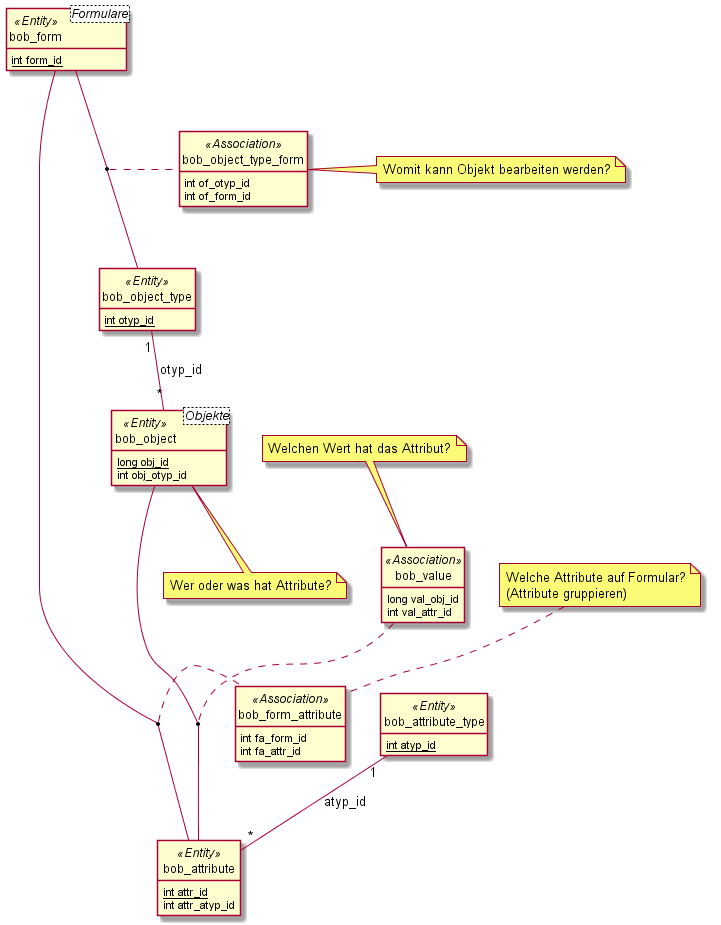 Formulare
«Entity»
bob_form
int form_id
«Association»
bob_object_type_form
int of_otyp_id
int of_form_id
Womit kann Objekt bearbeiten werden?
«Entity»
bob_object_type
int otyp_id
1
otyp_id
*
Objekte
«Entity»
bob_object
long obj_id
int obj_otyp_id
Welchen Wert hat das Attribut?
Wer oder was hat Attribute?
«Association»
bob_value
long val_obj_id
int val_attr_id
Welche Attribute auf Formular?
(Attribute gruppieren)
«Association»
bob_form_attribute
int fa_form_id
int fa_attr_id
«Entity»
bob_attribute_type
int atyp_id
1
atyp_id
*
«Entity»
bob_attribute
int attr_id
int attr_atyp_id